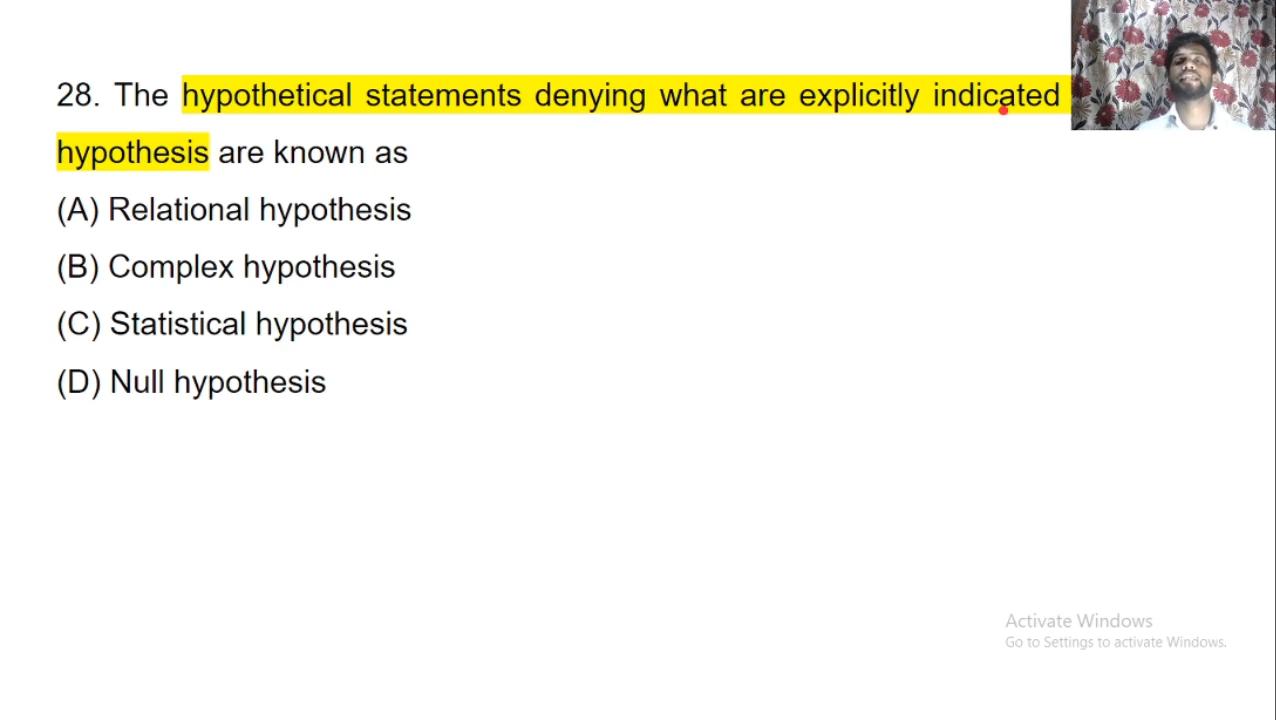 28. The hypothetical statements denying what are explicitly indicated
hypothesis are known as
(A) Relational hypothesis
(B) Complex hypothesis
(C) Statistical hypothesis
(D) Null hypothesis
Activate Windows
Go to Settings to activate Windows.